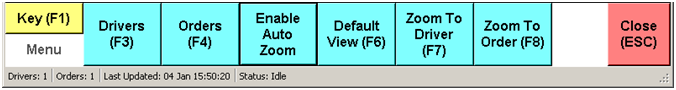 Key (F1)
Menu
Drivers
(F3)
Orders
(F4)
Enable
Auto
Zoom
Default
View (F6)
Zoom To
Driver
(F7)
Zoom To
Order (F8)
Close
(ESC)
Drivers: 1 Orders: 1 Last Updated: 04 Jan 15:50:20 Status: Idle